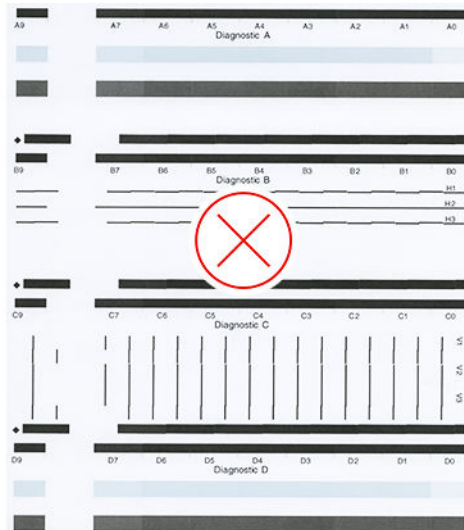 A9 A7 A6 A5 A4 A3 A2 A1 A0
Diagnostic A
B9 B7 B6 B5 B4 B3 B2 B1 B0
Diagnostic B
H1
H2
H3
C9 C7 C6 C5 C4 C3 C2 C1 C0
Diagnostic C
V1
V2
V3
D9 D7 D6 D5 D4 D3 D2 D1 D0
Diagnostic D